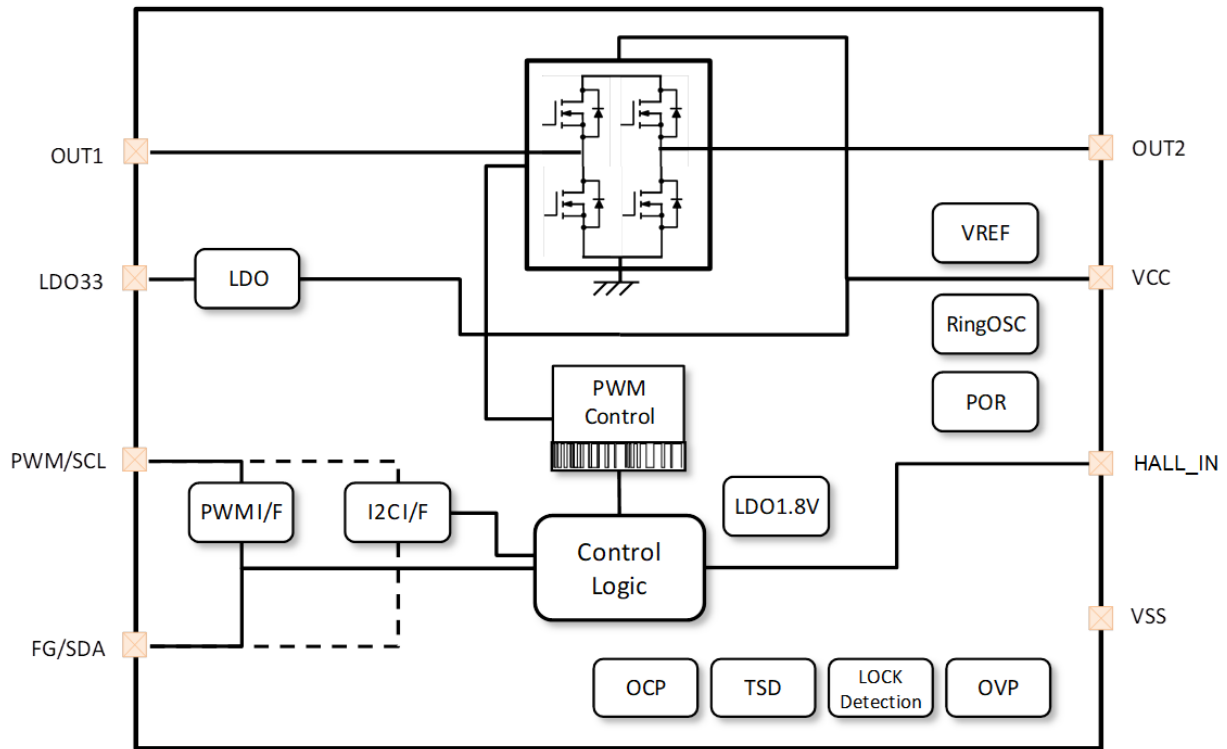 OUT1
OUT2
VREF
LDO33
LDO
VCC
RingOSC
PWM
Control
POR
PWM/SCL
HALL_IN
PWMI/F
I2CI/F
LDO1.8V
Control
Logic
FG/SDA
VSS
OCP
TSD
LOCK
Detection
OVP